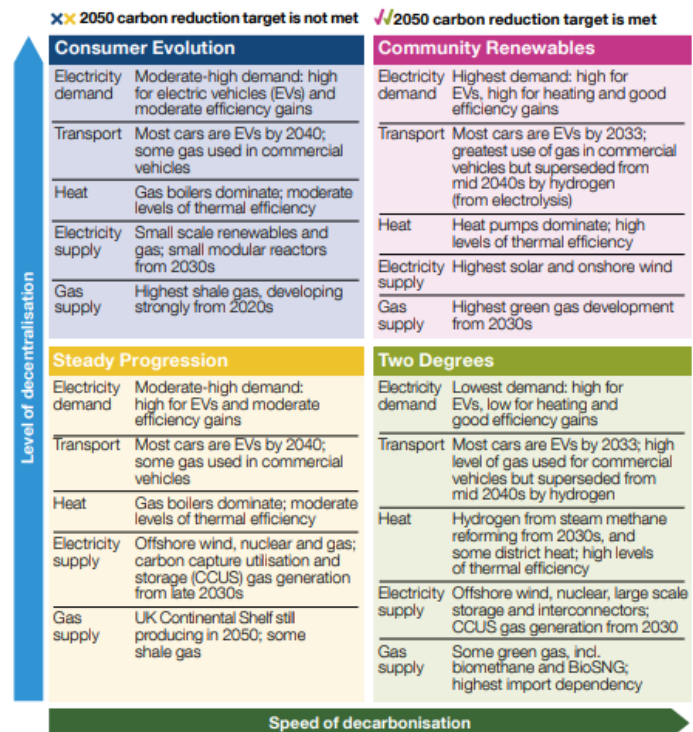 ✗✗ 2050 carbon reduction target is not met
✓✓2050 carbon reduction target is met
Level of decentralisation
Consumer Evolution
Electricity demand Moderate-high demand: high
for electric vehicles (EVs) and
moderate efficiency gains
Transport Most cars are EVs by 2040;
some gas used in commercial
vehicles
Heat Gas boilers dominate; moderate
levels of thermal efficiency
Electricity supply Small scale renewables and
gas; small modular reactors
from 2030s
Gas supply Highest shale gas, developing
strongly from 2020s
Community Renewables
Electricity demand Highest demand: high for
EVs, high for heating and good
efficiency gains
Transport Most cars are EVs by 2033;
greatest use of gas in commercial
vehicles but superseded from
mid 2040s by hydrogen
(from electrolysis)
Heat Heat pumps dominate; high
levels of thermal efficiency
Electricity supply Highest solar and onshore wind
Gas supply Highest green gas development
from 2030s
Steady Progression
Electricity demand Moderate-high demand:
high for EVs and moderate
efficiency gains
Transport Most cars are EVs by 2040;
some gas used in commercial
vehicles
Heat Gas boilers dominate; moderate
levels of thermal efficiency
Electricity supply Offshore wind, nuclear and gas;
carbon capture utilisation and
storage (CCUS) gas generation
from late 2030s
Gas supply UK Continental Shelf still
producing in 2050; some
shale gas
Two Degrees
Electricity demand Lowest demand: high for
EVs, low for heating and
good efficiency gains
Transport Most cars are EVs by 2033; high
level of gas used for commercial
vehicles but superseded from
mid 2040s by hydrogen
Heat Hydrogen from steam methane
reforming from 2030s, and
some district heat; high levels
of thermal efficiency
Electricity supply Offshore wind, nuclear, large scale
storage and interconnectors;
CCUS gas generation from 2030
Gas supply Some green gas, incl.
biomethane and BioSNG;
highest import dependency
Speed of decarbonisation